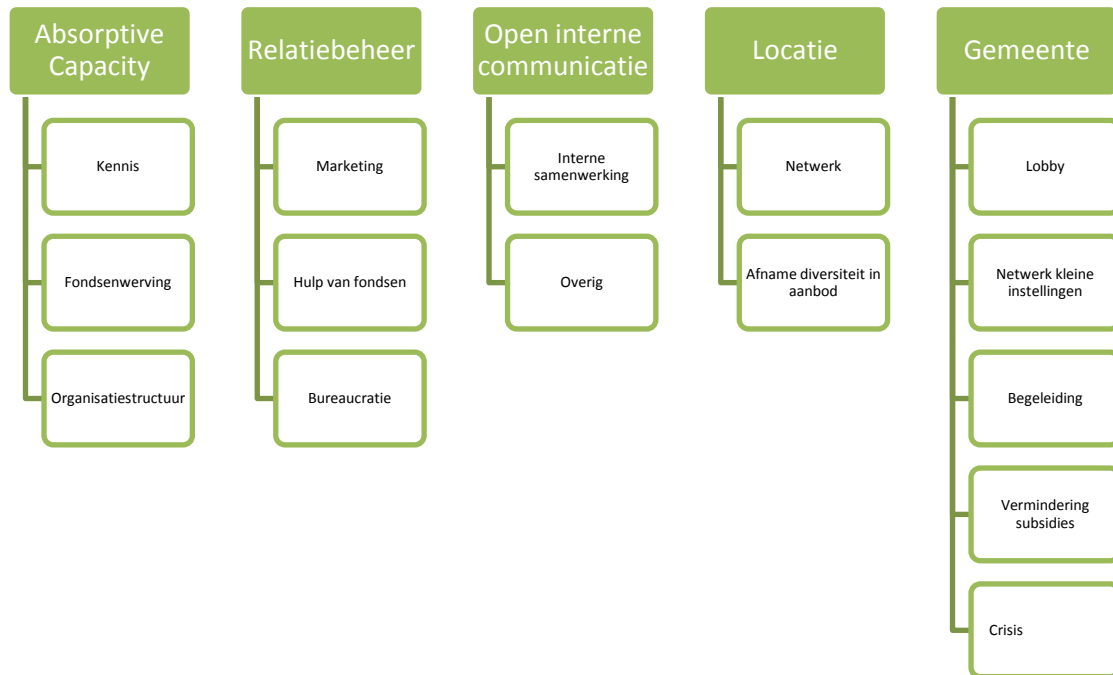 Absorptive
Capacity
Kennis
Fondsenwerving
Organisatiestructuur
Relatiebeheer
Marketing
Hulp van fondsen
Bureaucratie
Open interne
communicatie
Interne
samenwerking
Overig
Locatie
Netwerk
Afname diversiteit in
aanbod
Gemeente
Lobby
Netwerk kleine
instellingen
Begeleiding
Vermindering
subsidies
Crisis